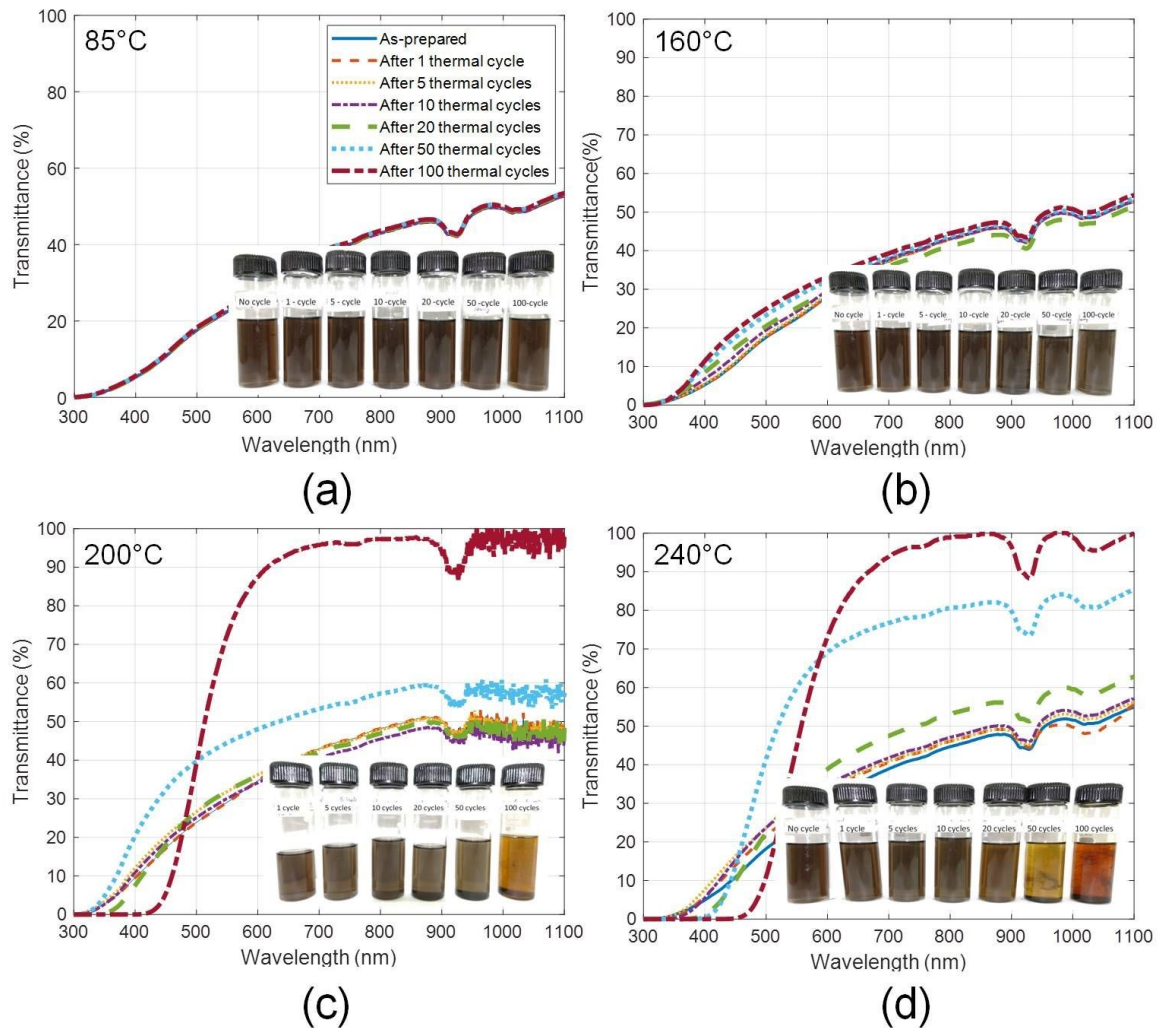 85°C
As-prepared
After 1 thermal cycle
After 5 thermal cycles
After 10 thermal cycles
After 20 thermal cycles
After 50 thermal cycles
After 100 thermal cycles
Transmittance (%)
100
80
60
40
20
0
No cycle
1 - cycle
5 - cycle
10 -cycle
20 -cycle
50 -cycle
100-cycle
300 400 500 600 700 800 900 1000 1100
Wavelength (nm)
(a)
160°C
Transmittance(%)
100
90
80
70
60
50
40
30
20
10
0
No cycle
1 - cycle
5 - cycle
10- cycle
20- cycle
50 - cycle
100-cycle
300 400 500 600 700 800 900 1000 1100
Wavelength (nm)
(b)
200°C
Transmittance (%)
100
90
80
70
60
50
40
30
20
10
0
1 cycle
5 cycles
10 cycles
20 cycles
50 cycles
100 cycles
300 400 500 600 700 800 900 1000 1100
Wavelength (nm)
(c)
240°C
Transmittance (%)
100
90
80
70
60
50
40
30
20
10
0
No cycle
1 cycle
5 cycles
10 cycles
20 cycles
50 cycles
100 cycles
300 400 500 600 700 800 900 1000 1100
Wavelength (nm)
(d)